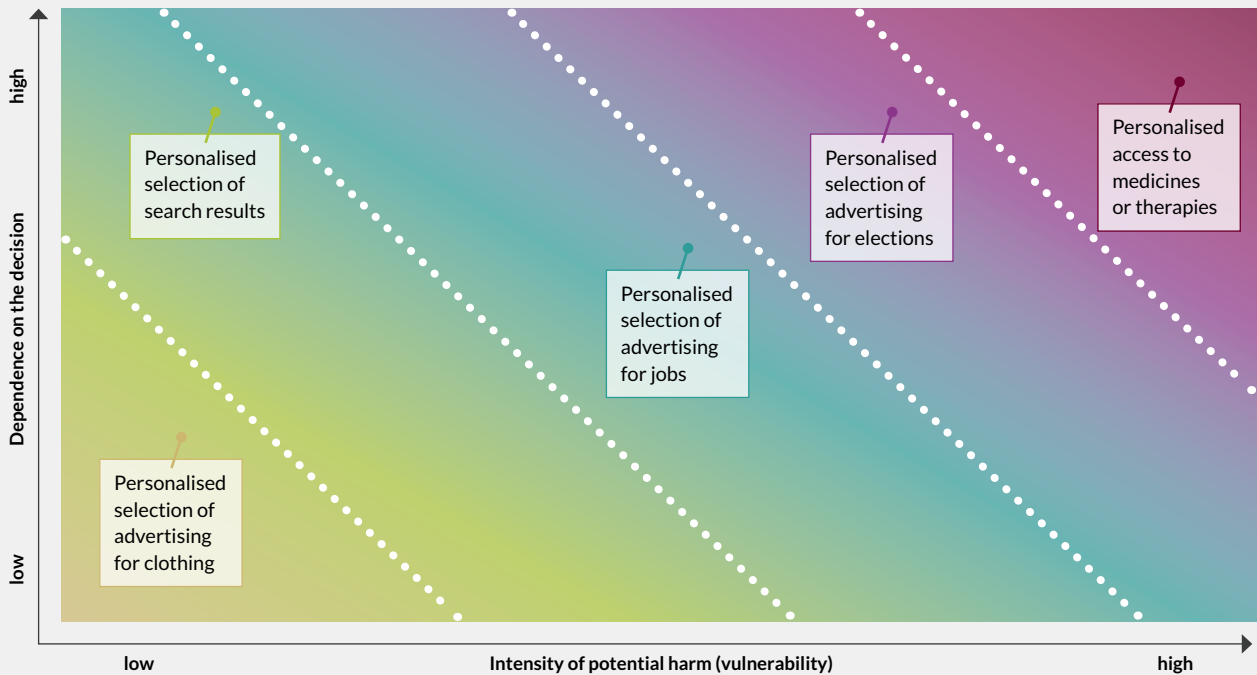 high
Dependence on the decision
low
Personalised
selection of
search results
Personalised
selection of
advertising
for clothing
Personalised
selection of
advertising
for jobs
Personalised
selection of
advertising
for elections
Personalised
access to
medicines
or therapies
low
Intensity of potential harm (vulnerability)
high